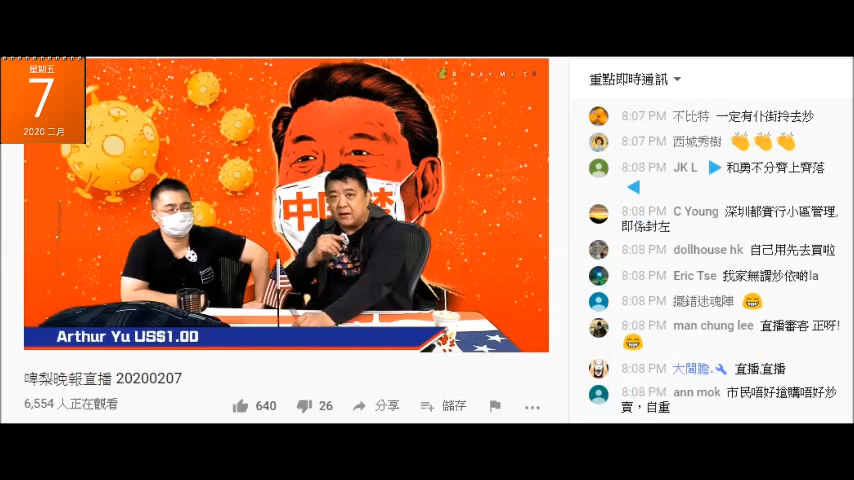 星期五
7
2020 二月
重點即時通訊
8:07 PM 不比特 一定有仆街拎去炒
8:07 PM 西城秀樹 👏👏👏
8:08 PM JK L ▶ 和勇不分齊上齊落
◀
8:08 PM C Young 深圳都實行小區管理,
即係封左
8:08 PM dollhouse hk 自己用先去買啦
8:08 PM Eric Tse 我家無謂炒依啲la
8:08 PM 擺錯迷魂陣 😄
8:08 PM man chung lee 直播審客 正呀!
😄
8:08 PM 大閘膽. 直播.直播
8:08 PM ann mok 市民唔好搶購唔好炒
賣，自重
中国
Arthur Yu US$1.00
啤梨晚報直播 20200207
6,554 人正在觀看
640 26 分享 儲存